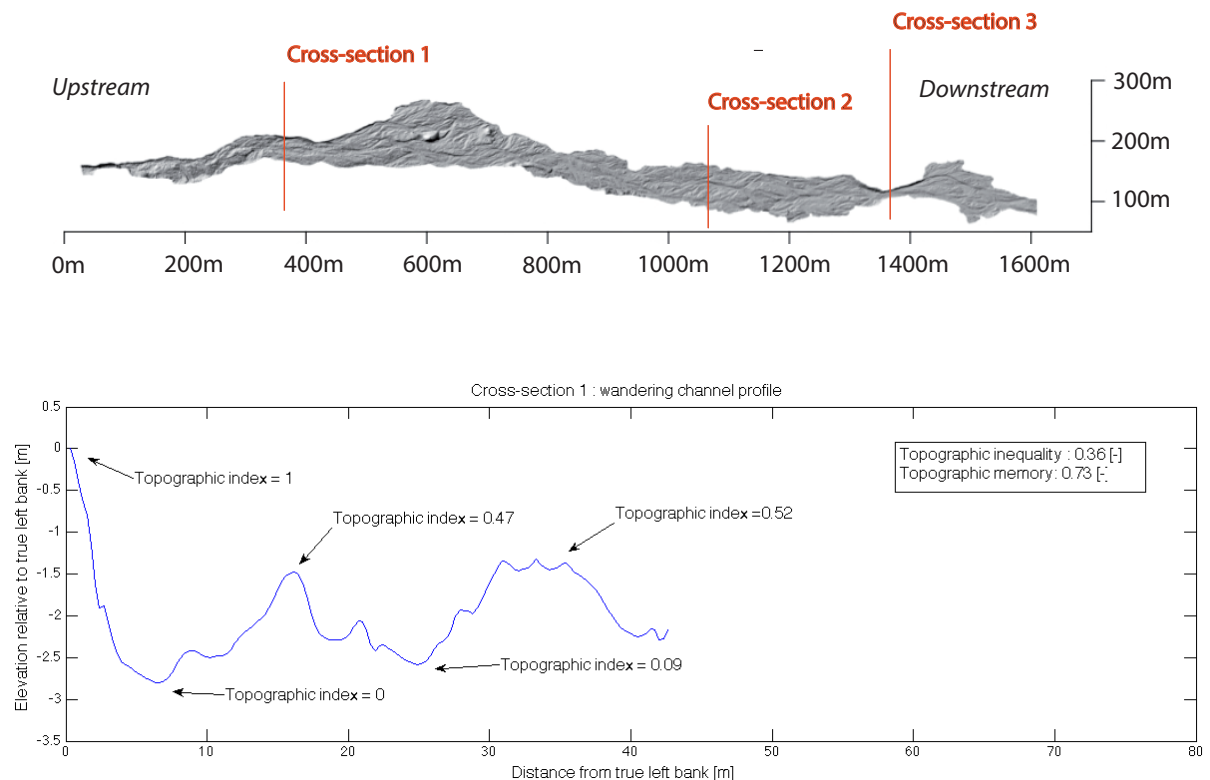 Cross-section 3
Cross-section 1
Upstream
Cross-section 2
Downstream
300m
200m
100m
0m 200m 400m 600m 800m 1000m 1200m 1400m 1600m
Cross-section 1 : wandering channel profile
Elevation relative to true left bank [m]
0.5
0
-0.5
-1
-1.5
-2
-2.5
-3
-3.5
Topographic index = 1
Topographic index = 0.47
Topographic index =0.52
Topographic index = 0.09
Topographic index = 0
Topographic inequality : 0.36 [-]
Topographic memory: 0.73 [-]
0 10 20 30 40 50 60 70 80
Distance from true left bank [m]